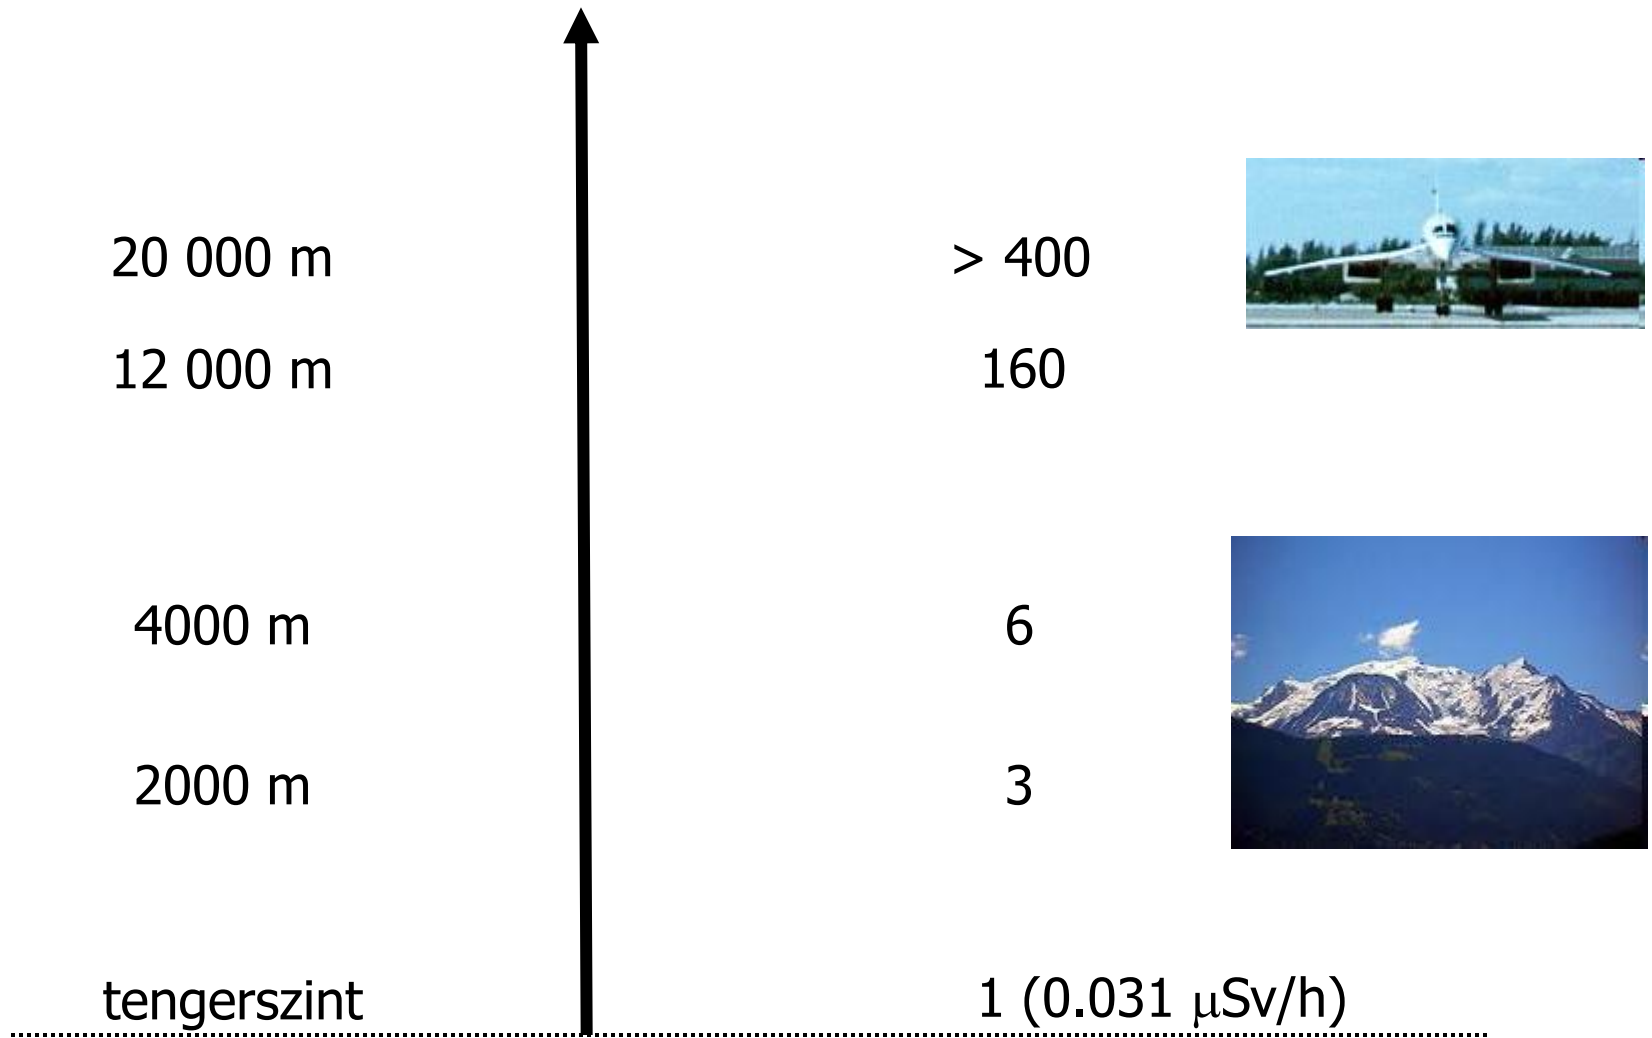 20 000 m > 400
12 000 m 160
4000 m 6
2000 m 3
tengerszint 1 (0.031 μSv/h)